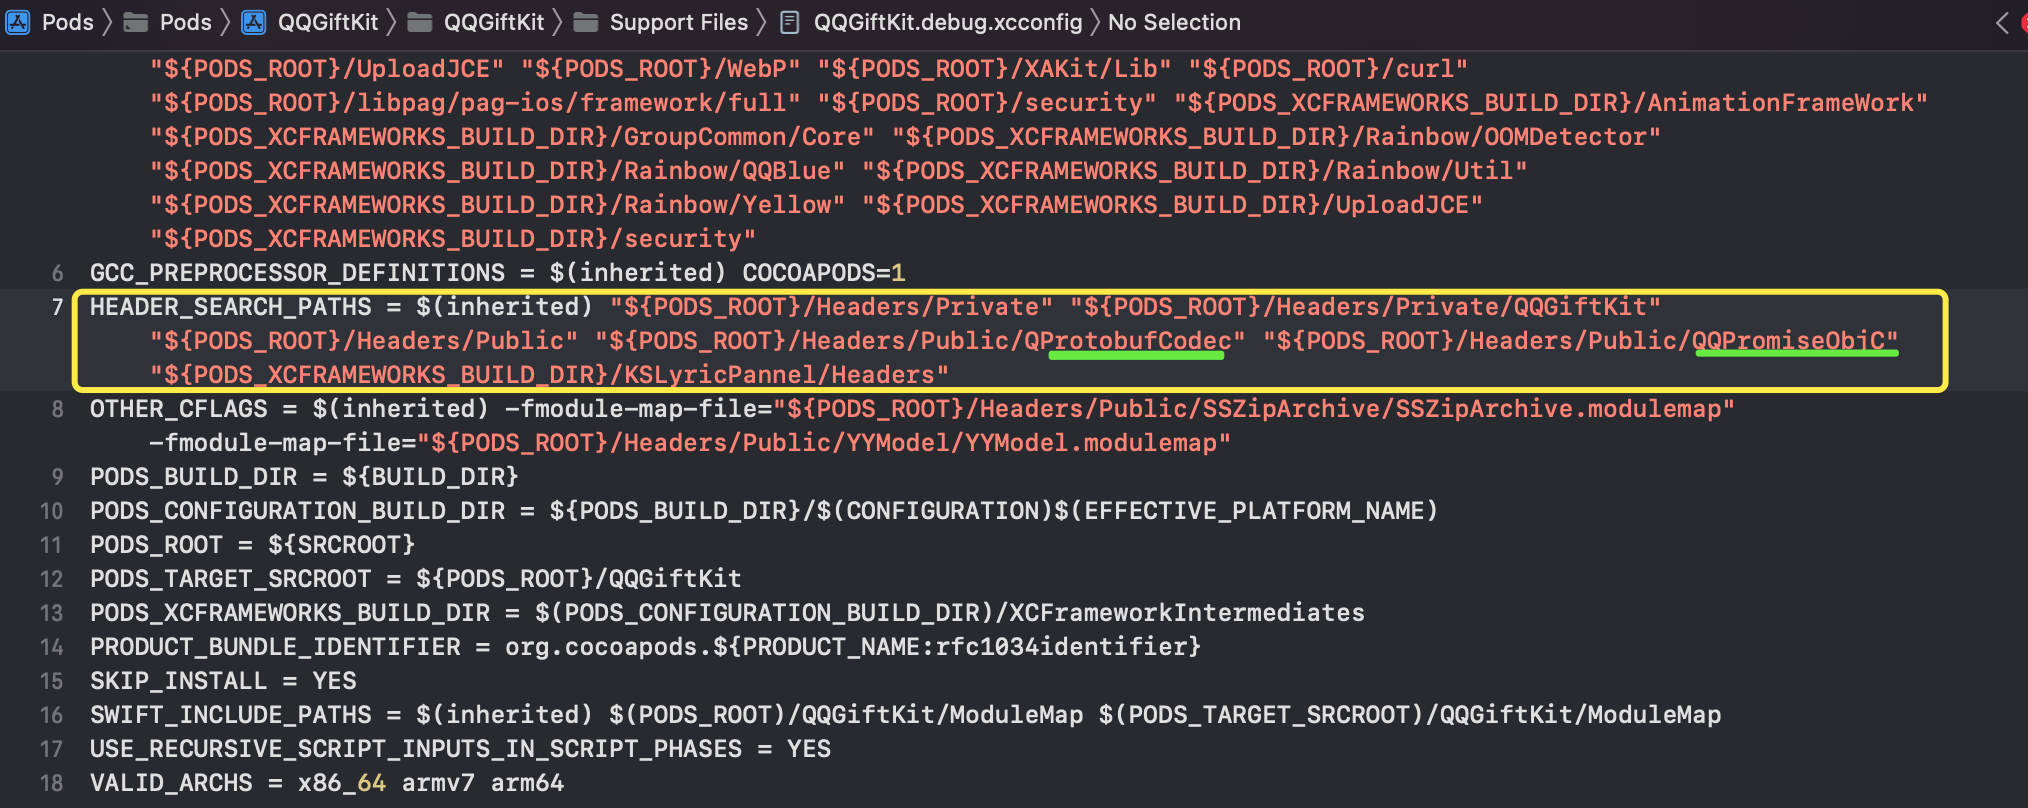 Pods 〉 Pods 〉 QQGiftKit 〉 QQGiftKit 〉 Support Files 〉 QQGiftKit.debug.xcconfig 〉 No Selection
"${PODS_ROOT}/UploadJCE" "${PODS_ROOT}/WebP" "${PODS_ROOT}/XAKit/Lib" "${PODS_ROOT}/curl"
"${PODS_ROOT}/libpag/pag-ios/framework/full" "${PODS_ROOT}/security" "${PODS_XCFRAMEWORKS_BUILD_DIR}/AnimationFrameWork"
"${PODS_XCFRAMEWORKS_BUILD_DIR}/GroupCommon/Core" "${PODS_XCFRAMEWORKS_BUILD_DIR}/Rainbow/OOMDetector"
"${PODS_XCFRAMEWORKS_BUILD_DIR}/Rainbow/QQBlue" "${PODS_XCFRAMEWORKS_BUILD_DIR}/Rainbow/Util"
"${PODS_XCFRAMEWORKS_BUILD_DIR}/Rainbow/Yellow" "${PODS_XCFRAMEWORKS_BUILD_DIR}/UploadJCE"
"${PODS_XCFRAMEWORKS_BUILD_DIR}/security"
6 GCC_PREPROCESSOR_DEFINITIONS = $(inherited) COCOAPODS=1
7 HEADER_SEARCH_PATHS = $(inherited) "${PODS_ROOT}/Headers/Private" "${PODS_ROOT}/Headers/Private/QQGiftKit"
"${PODS_ROOT}/Headers/Public" "${PODS_ROOT}/Headers/Public/QProtobufCodec" "${PODS_ROOT}/Headers/Public/QQPromiseObjC"
"${PODS_XCFRAMEWORKS_BUILD_DIR}/KSLyricPannel/Headers"
8 OTHER_CFLAGS = $(inherited) -fmodule-map-file="${PODS_ROOT}/Headers/Public/SSZipArchive/SSZipArchive.modulemap"
-fmodule-map-file="${PODS_ROOT}/Headers/Public/YYModel/YYModel.modulemap"
9 PODS_BUILD_DIR = ${BUILD_DIR}
10 PODS_CONFIGURATION_BUILD_DIR = ${PODS_BUILD_DIR}/$(CONFIGURATION)$(EFFECTIVE_PLATFORM_NAME)
11 PODS_ROOT = ${SRCROOT}
12 PODS_TARGET_SRCROOT = ${PODS_ROOT}/QQGiftKit
13 PODS_XCFRAMEWORKS_BUILD_DIR = $(PODS_CONFIGURATION_BUILD_DIR)/XCFrameworkIntermediates
14 PRODUCT_BUNDLE_IDENTIFIER = org.cocoapods.${PRODUCT_NAME:rfc1034identifier}
15 SKIP_INSTALL = YES
16 SWIFT_INCLUDE_PATHS = $(inherited) $(PODS_ROOT)/QQGiftKit/ModuleMap $(PODS_TARGET_SRCROOT)/QQGiftKit/ModuleMap
17 USE_RECURSIVE_SCRIPT_INPUTS_IN_SCRIPT_PHASES = YES
18 VALID_ARCHS = x86_64 armv7 arm64